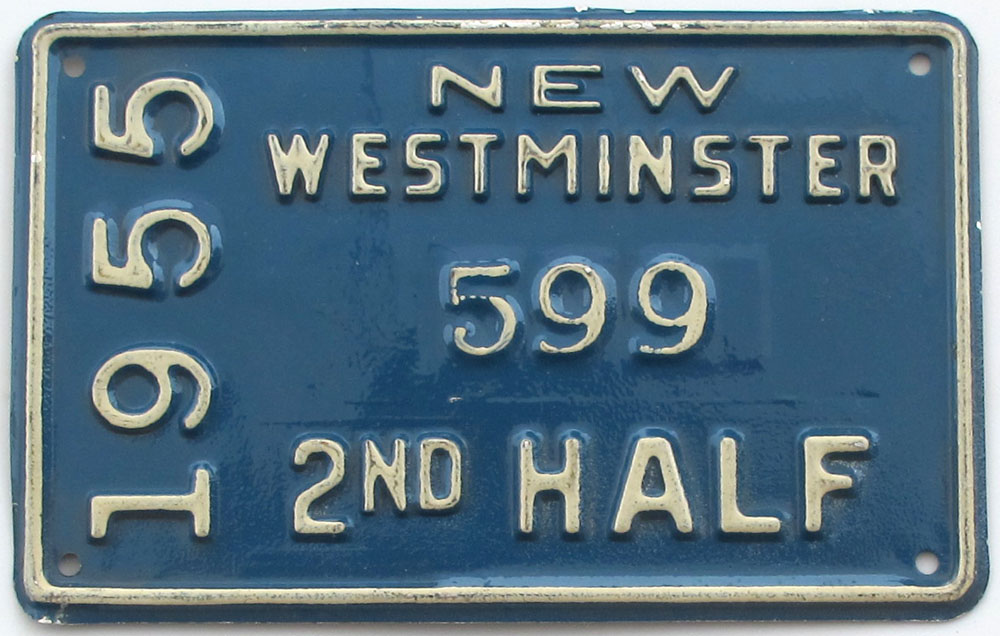 1955
NEW
WESTMINSTER
599
2ND HALF